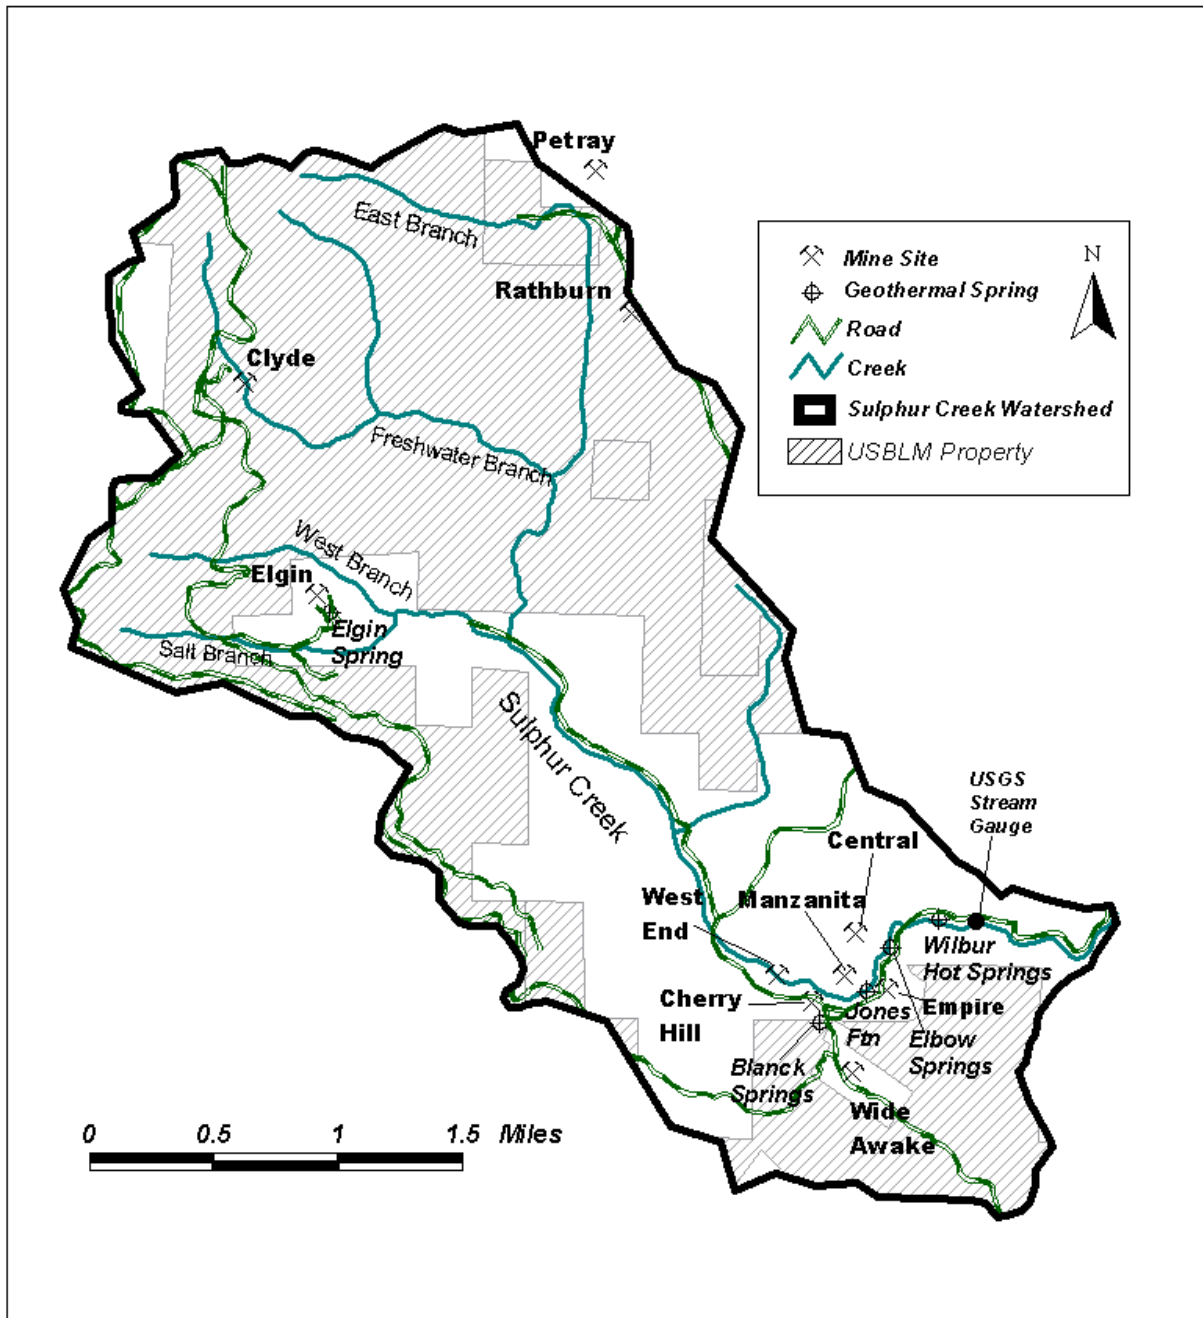 Petray
East Branch
Rathburn
Clyde
Freshwater Branch
West Branch
Elgin
Elgin
Spring
Salt Branch
Sulphur Creek
N
Mine Site
Geothermal Spring
Road
Creek
Sulphur Creek Watershed
USBLM Property
USGS
Stream
Gauge
Central
West
End
Manzanita
Wilbur
Hot Springs
Cherry
Hill
Empire
Jones
Ftn
Elbow
Springs
Blanck
Springs
Wide
Awake
0 0.5 1 1.5 Miles